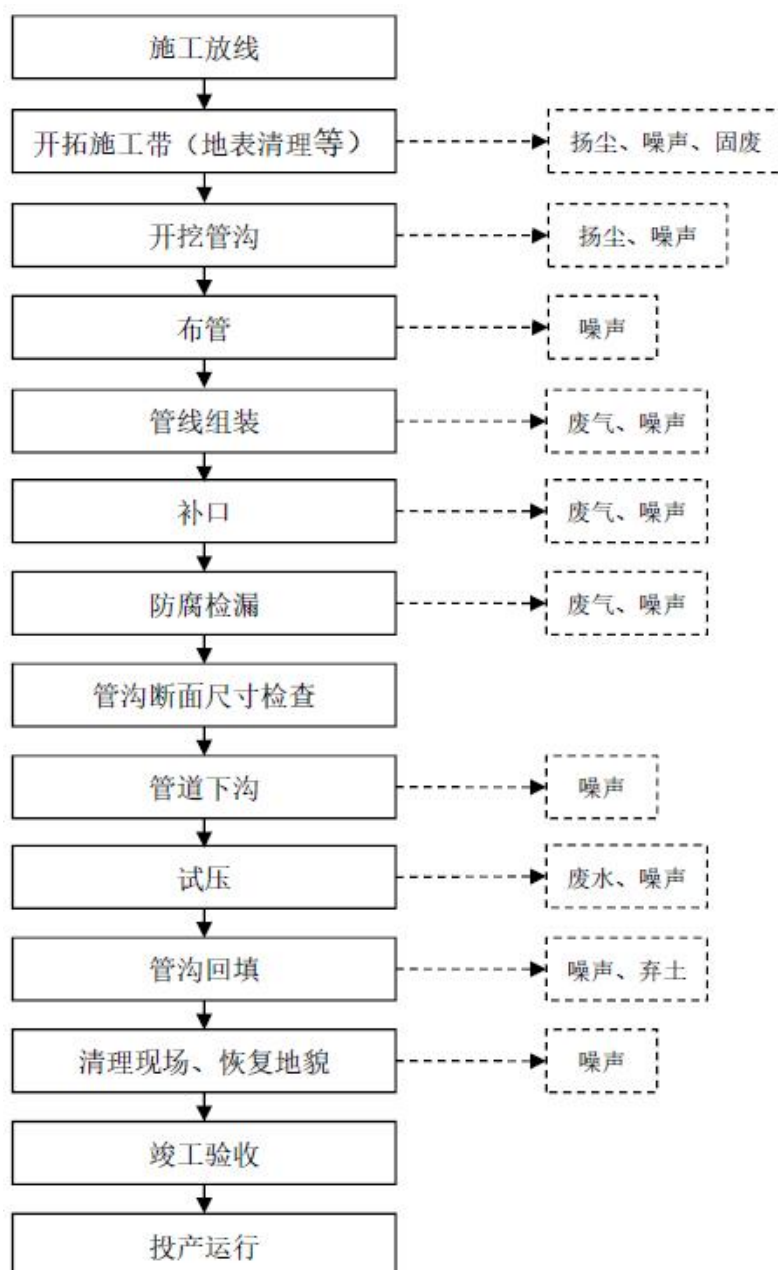 施工放线
开拓施工带（地表清理等）
扬尘、噪声、固废
开挖管沟
扬尘、噪声
布管
噪声
管线组装
废气、噪声
补口
废气、噪声
防腐检漏
废气、噪声
管沟断面尺寸检查
管道下沟
噪声
试压
废水、噪声
管沟回填
噪声、弃土
清理现场、恢复地貌
噪声
竣工验收
投产运行